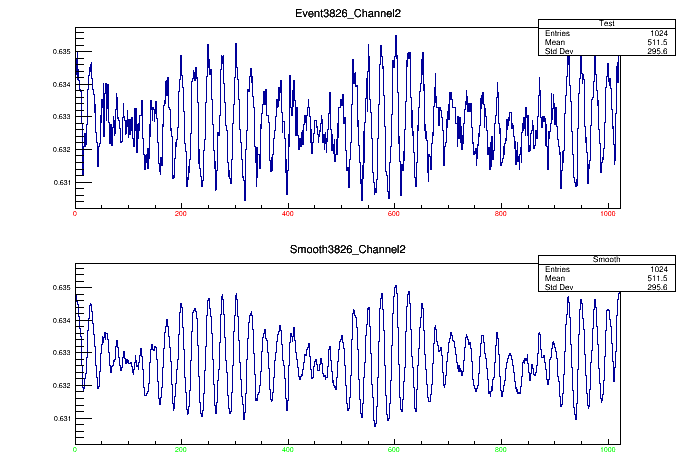 Event3826_Channel2
Test
Entries 1024
Mean 511.5
Std Dev 295.6
0.635
0.634
0.633
0.632
0.631
0 200 400 600 800 1000
Smooth3826_Channel2
Smooth
Entries 1024
Mean 511.5
Std Dev 295.6
0.635
0.634
0.633
0.632
0.631
0 200 400 600 800 1000